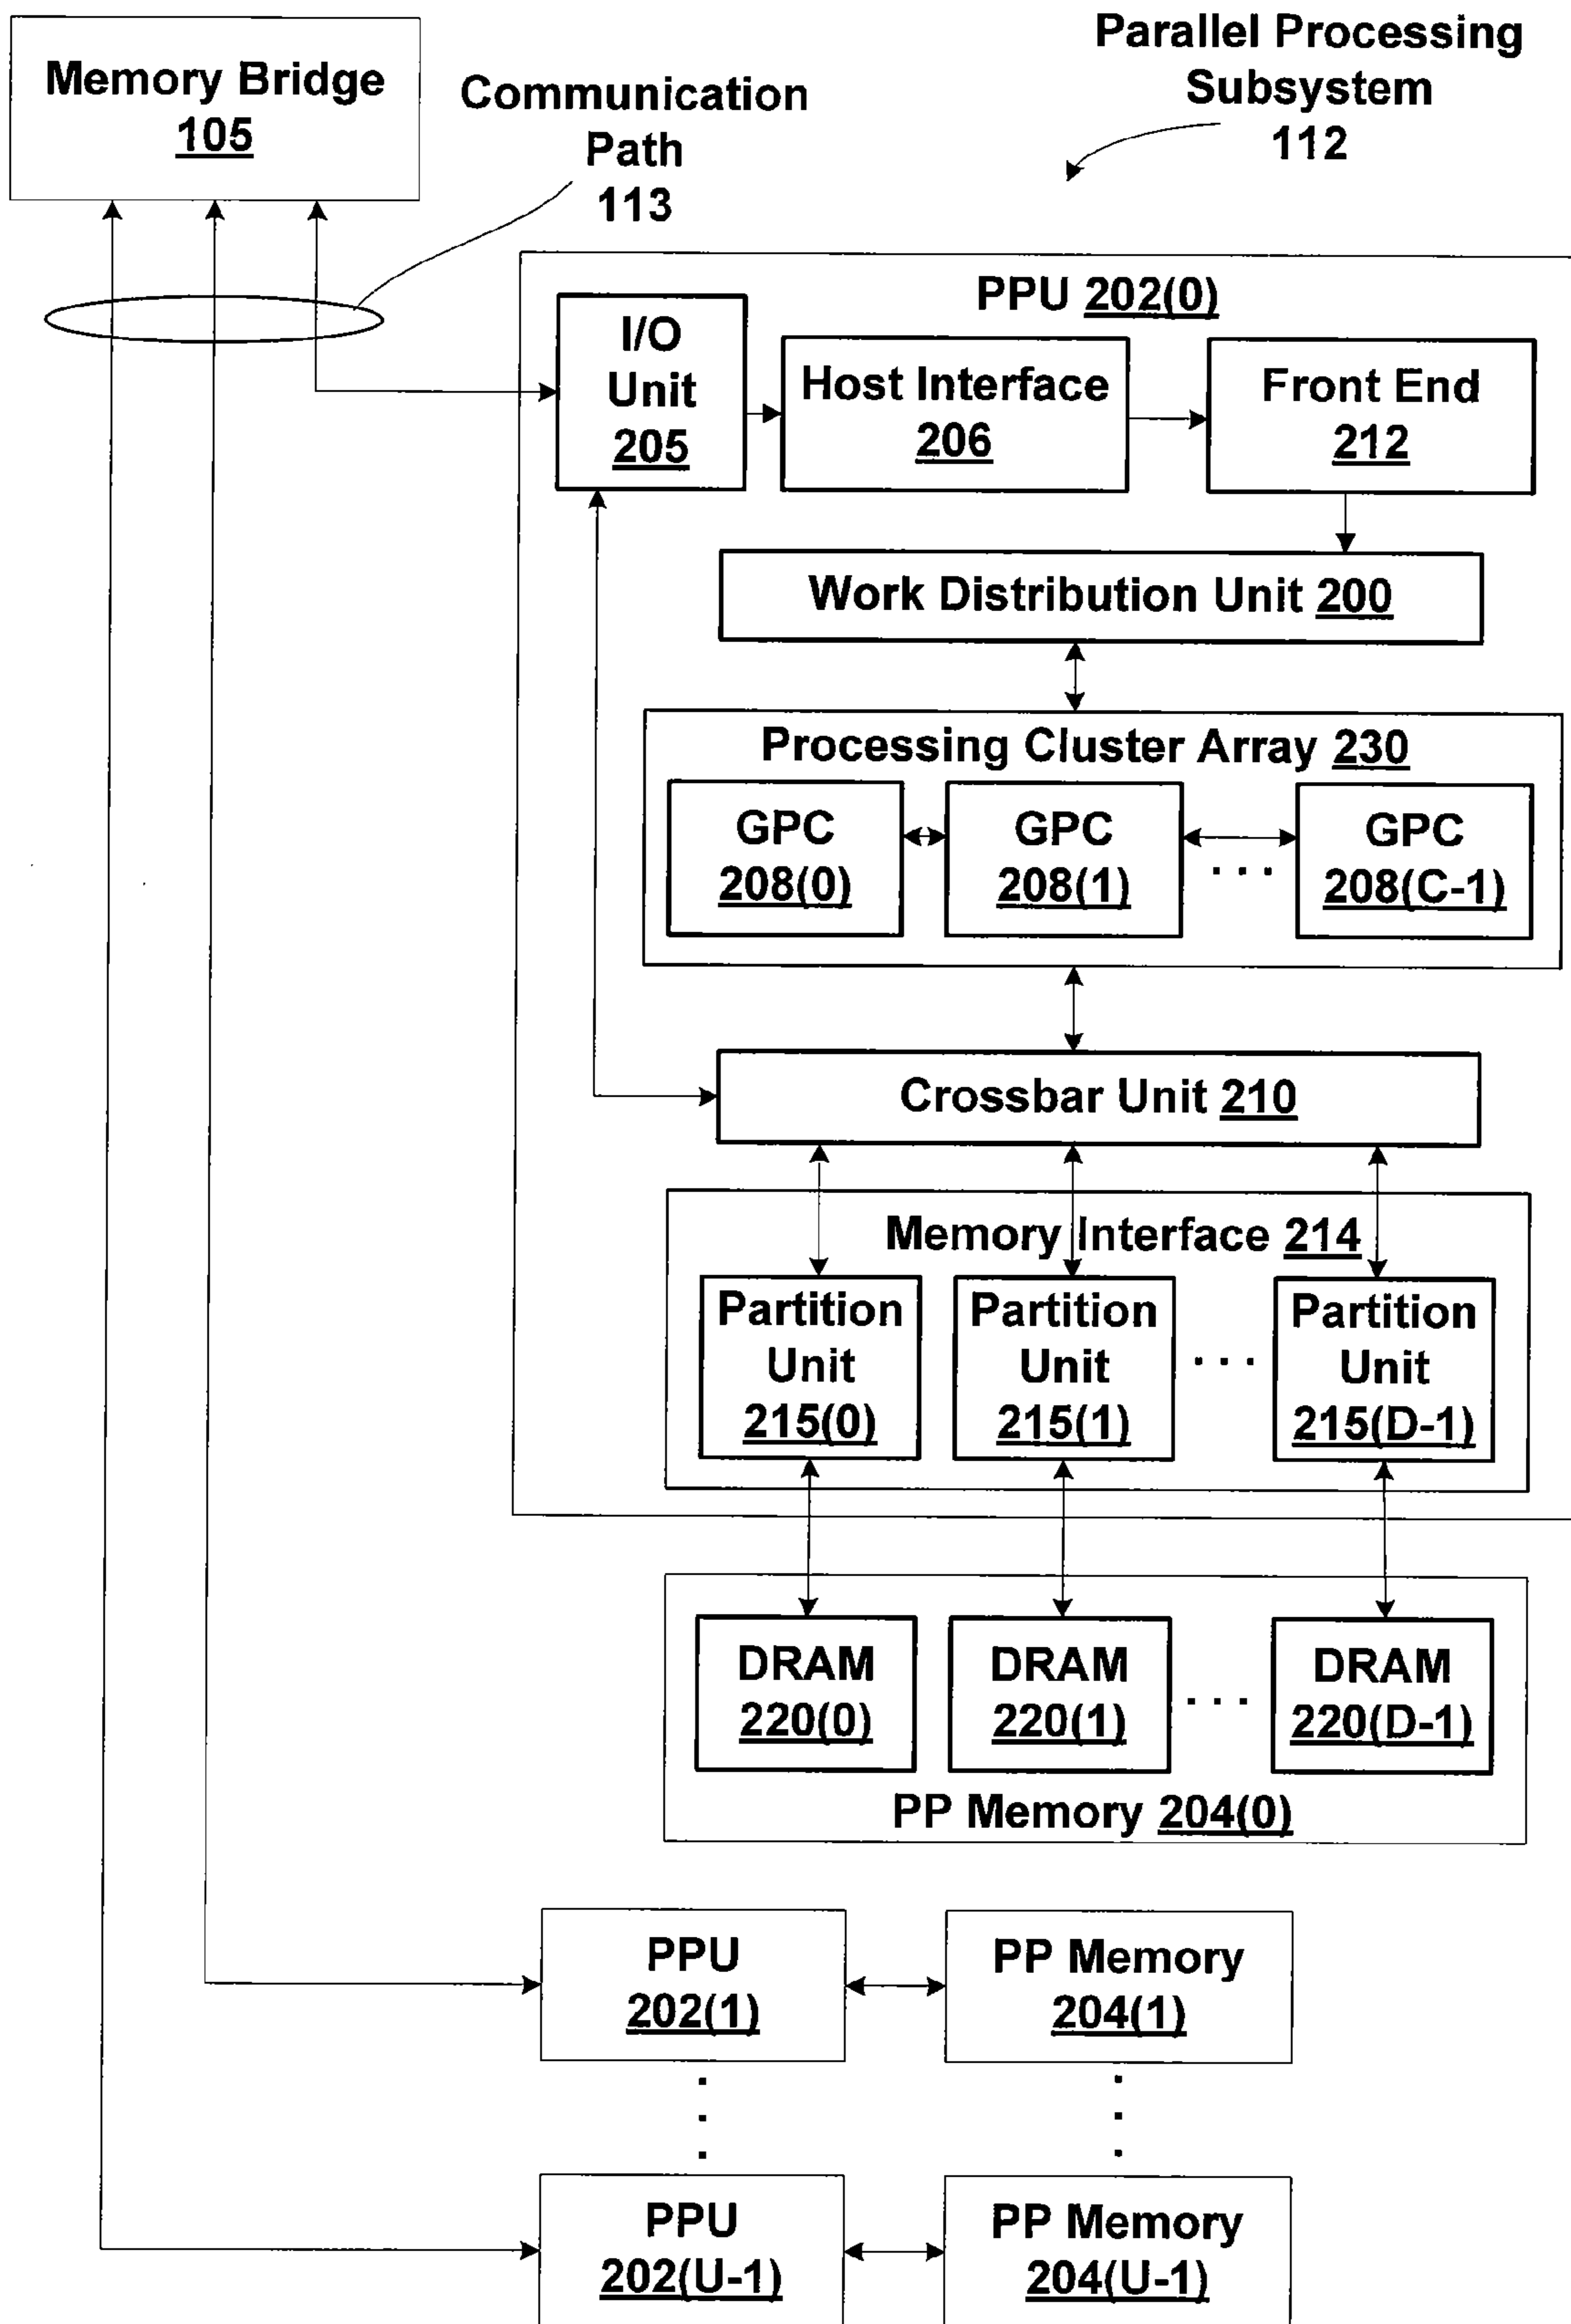 Memory Bridge
105
Communication
Path
113
Parallel Processing
Subsystem
112
PPU 202(0)
I/O
Unit
205
Host Interface
206
Front End
212
Work Distribution Unit 200
Processing Cluster Array 230
GPC
208(0)
GPC
208(1)
. . .
GPC
208(C-1)
Crossbar Unit 210
Memory Interface 214
Partition
Unit
215(0)
Partition
Unit
215(1)
. . .
Partition
Unit
215(D-1)
DRAM
220(0)
DRAM
220(1)
. . .
DRAM
220(D-1)
PP Memory 204(0)
PPU
202(1)
PP Memory
204(1)
PPU
202(U-1)
PP Memory
204(U-1)